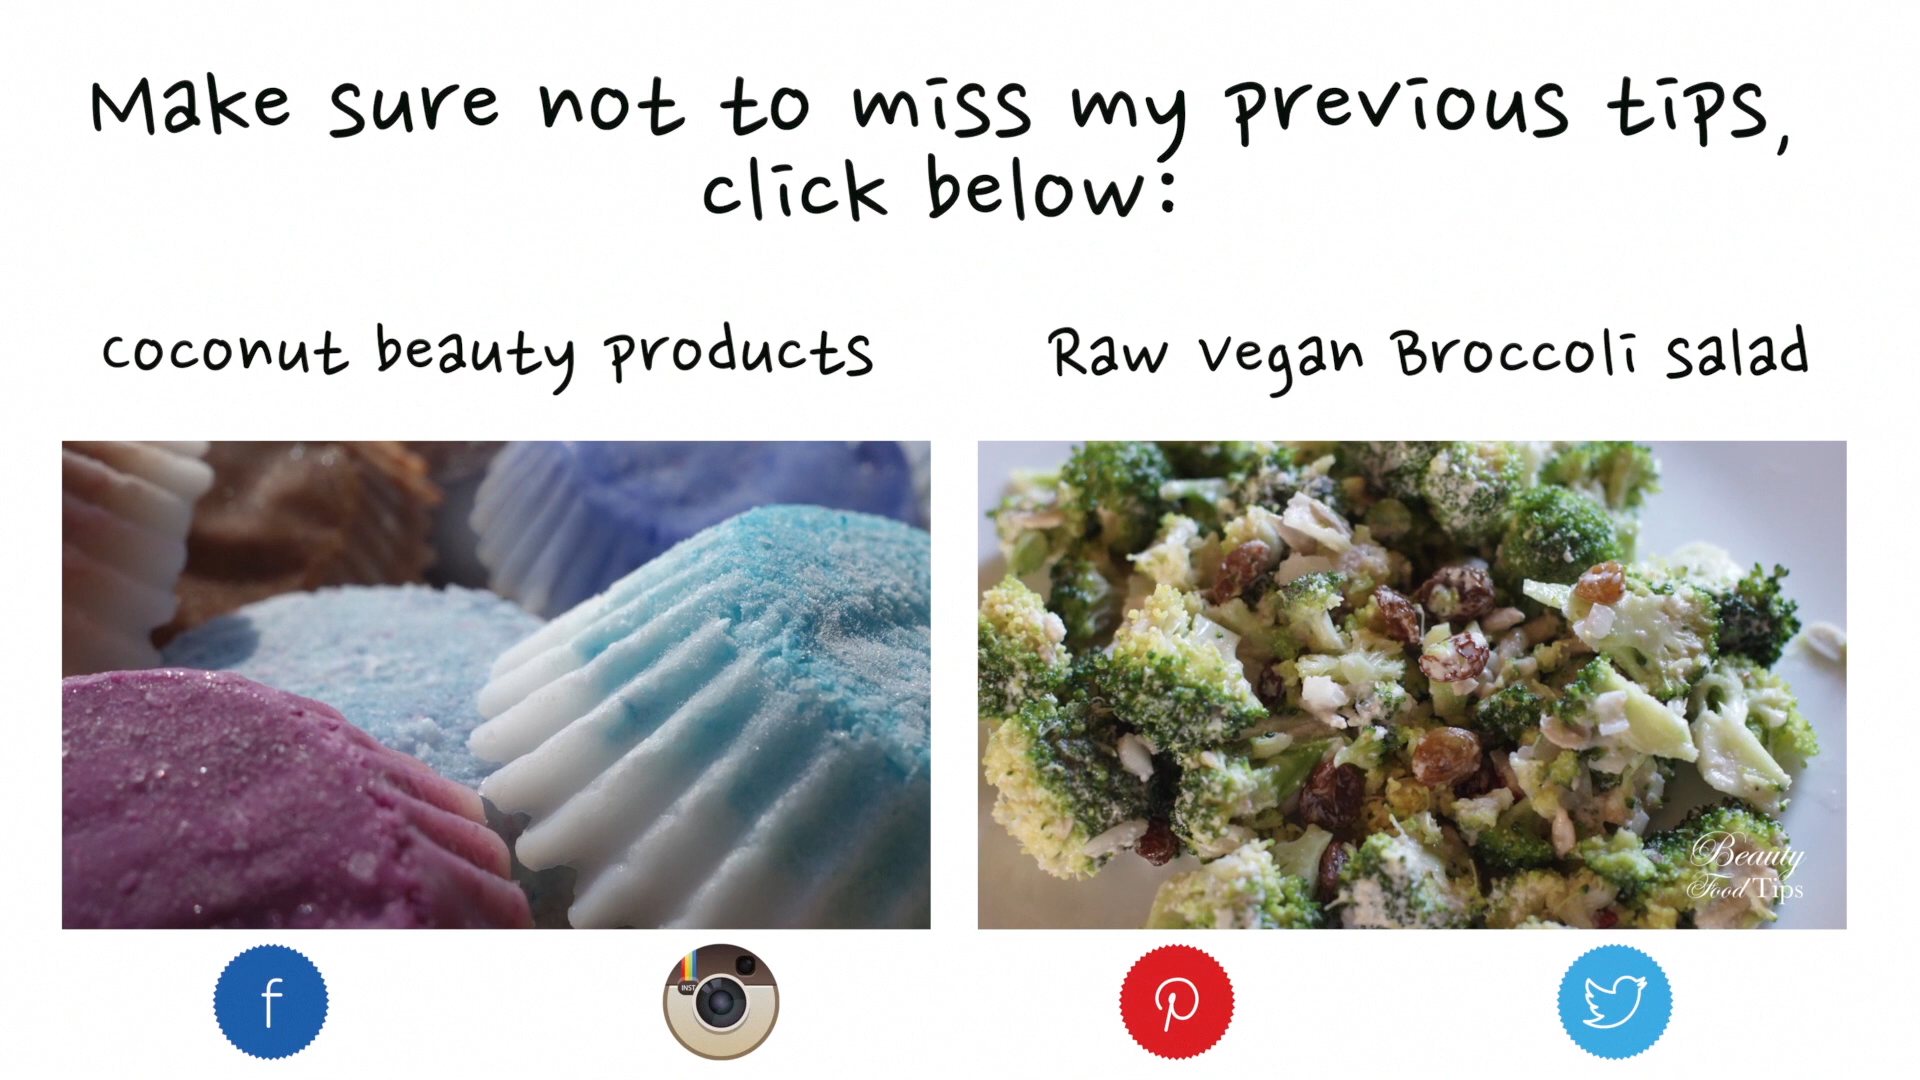 Make sure not to miss my previous tips,
click below:
coconut beauty products
Raw vegan Broccoli salad
Beauty
Food Tips
f
INST